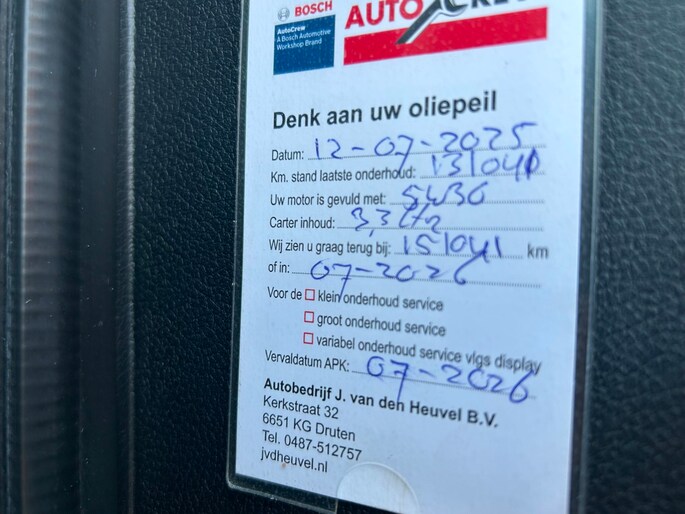 BOSCH
AutoCrew
A Bosch Automotive
Workshop Brand
AUTO
Denk aan uw oliepeil
Datum: 12-07-2025
Km. stand laatste onderhoud: 131041
Uw motor is gevuld met: 5W30
Carter inhoud: 3,3 Ltr
Wij zien u graag terug bij: 151041 km
of in: 07-2026
Voor de klein onderhoud service
groot onderhoud service
variabel onderhoud service vlgs display
Vervaldatum APK: 07-2026
Autobedrijf J. van den Heuvel B.V.
Kerkstraat 32
6651 KG Druten
Tel. 0487-512757
jvdheuvel.nl